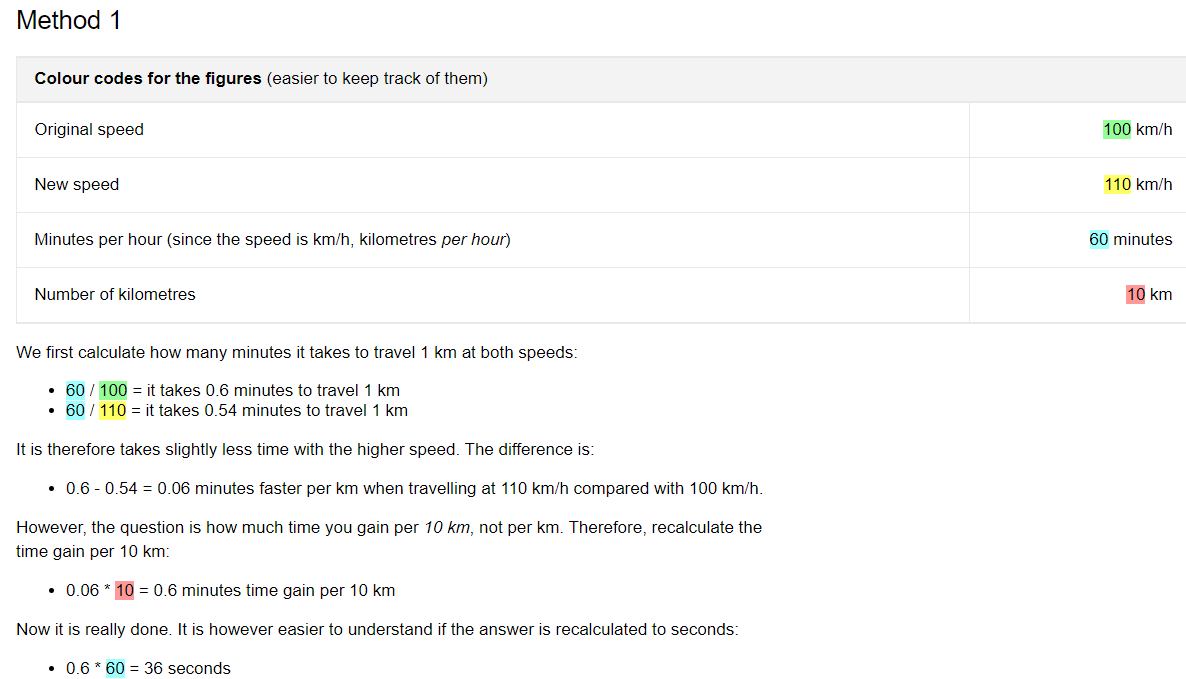 Method 1
Colour codes for the figures (easier to keep track of them)
Original speed 100 km/h
New speed 110 km/h
Minutes per hour (since the speed is km/h, kilometres per hour) 60 minutes
Number of kilometres 10 km
We first calculate how many minutes it takes to travel 1 km at both speeds:
• 60 / 100 = it takes 0.6 minutes to travel 1 km
• 60 / 110 = it takes 0.54 minutes to travel 1 km
It is therefore takes slightly less time with the higher speed. The difference is:
• 0.6 - 0.54 = 0.06 minutes faster per km when travelling at 110 km/h compared with 100 km/h.
However, the question is how much time you gain per 10 km, not per km. Therefore, recalculate the
time gain per 10 km:
• 0.06 * 10 = 0.6 minutes time gain per 10 km
Now it is really done. It is however easier to understand if the answer is recalculated to seconds:
• 0.6 * 60 = 36 seconds